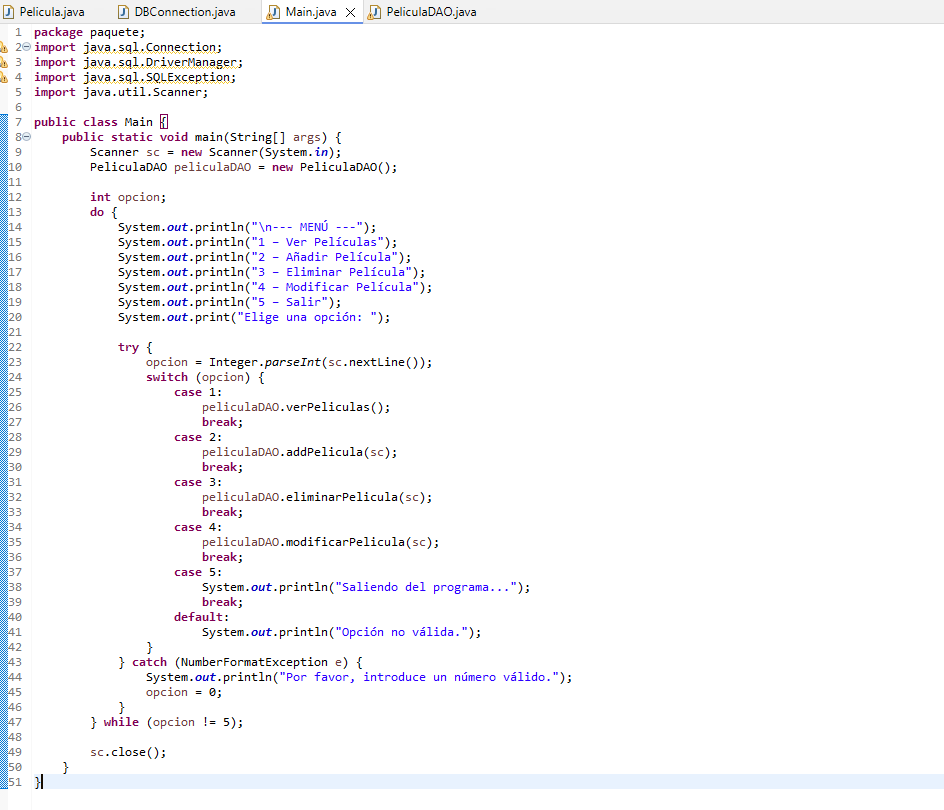 Pelicula.java DBConnection.java Main.java PeliculaDAO.java
1 package paquete;
2 import java.sql.Connection;
3 import java.sql.DriverManager;
4 import java.sql.SQLException;
5 import java.util.Scanner;
6
7 public class Main {
8 public static void main(String[] args) {
9 Scanner sc = new Scanner(System.in);
10 PeliculaDAO peliculaDAO = new PeliculaDAO();
11
12 int opcion;
13 do {
14 System.out.println("\n--- MENÚ ---");
15 System.out.println("1 – Ver Películas");
16 System.out.println("2 – Añadir Película");
17 System.out.println("3 – Eliminar Película");
18 System.out.println("4 – Modificar Película");
19 System.out.println("5 – Salir");
20 System.out.print("Elige una opción: ");
21
22 try {
23 opcion = Integer.parseInt(sc.nextLine());
24 switch (opcion) {
25 case 1:
26 peliculaDAO.verPeliculas();
27 break;
28 case 2:
29 peliculaDAO.addPelicula(sc);
30 break;
31 case 3:
32 peliculaDAO.eliminarPelicula(sc);
33 break;
34 case 4:
35 peliculaDAO.modificarPelicula(sc);
36 break;
37 case 5:
38 System.out.println("Saliendo del programa...");
39 break;
40 default:
41 System.out.println("Opción no válida.");
42 }
43 } catch (NumberFormatException e) {
44 System.out.println("Por favor, introduce un número válido.");
45 opcion = 0;
46 }
47 } while (opcion != 5);
48
49 sc.close();
50 }
51 }